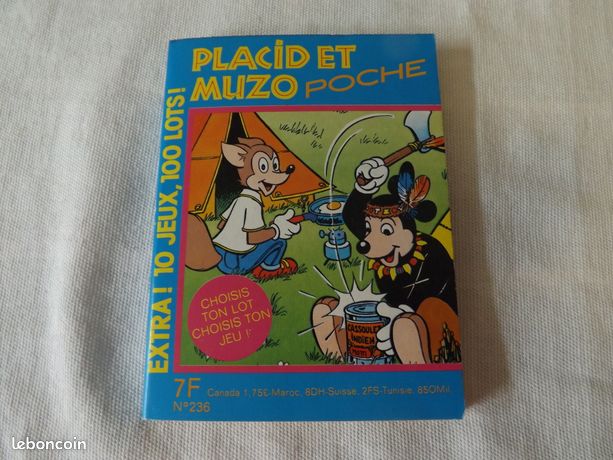 PLACID ET
MUZO POCHE
EXTRA! 10 JEUX, 100 LOTS!
CHOISIS
TON LOT
CHOISIS TON
JEU !
CASSOULET
INDIEN
7F Canada 1,75$-Maroc, 8DH-Suisse, 2FS-Tunisie, 850Mil.
N°236
leboncoin